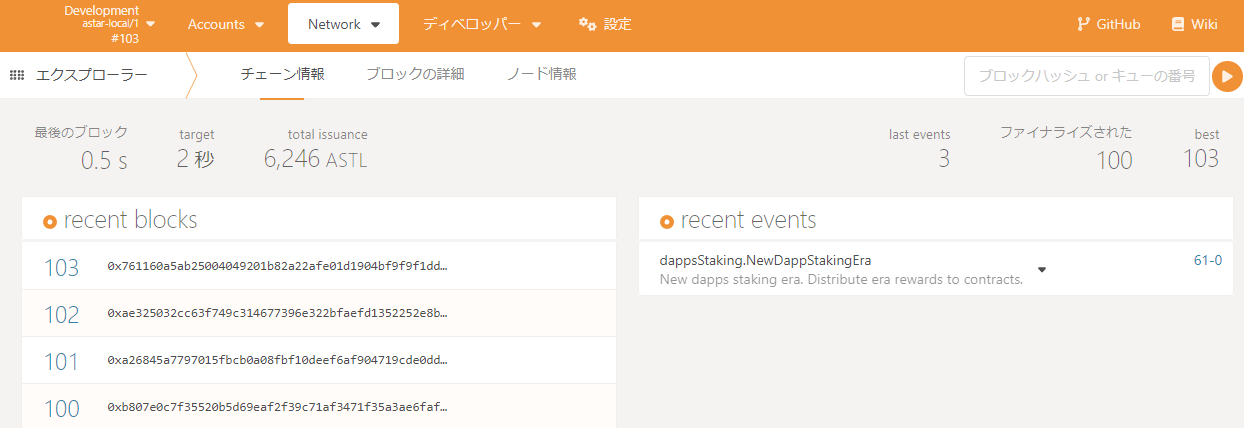 Development
astar-local/1
#103
Accounts
Network
ディベロッパー
設定
GitHub
Wiki
エクスプローラー
チェーン情報
ブロックの詳細
ノード情報
ブロックハッシュ or キューの番号
最後のブロック
0.5 s
target
2 秒
total issuance
6,246 ASTL
last events
3
ファイナライズされた
100
best
103
recent blocks
103 0x761160a5ab25004049201b82a22afe01d1904bf9f9f1dd…
102 0xae325032cc63f749c314677396e322bfaefd1352252e8b…
101 0xa26845a7797015fbcb0a08fbf10deef6af904719cde0dd…
100 0xb807e0c7f35520b5d69eaf2f39c71af3471f35a3ae6faf…
recent events
dappsStaking.NewDappStakingEra 61-0
New dapps staking era. Distribute era rewards to contracts.